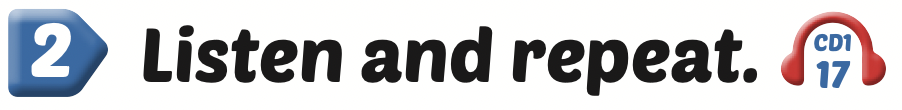 2 Listen and repeat. CD1
17